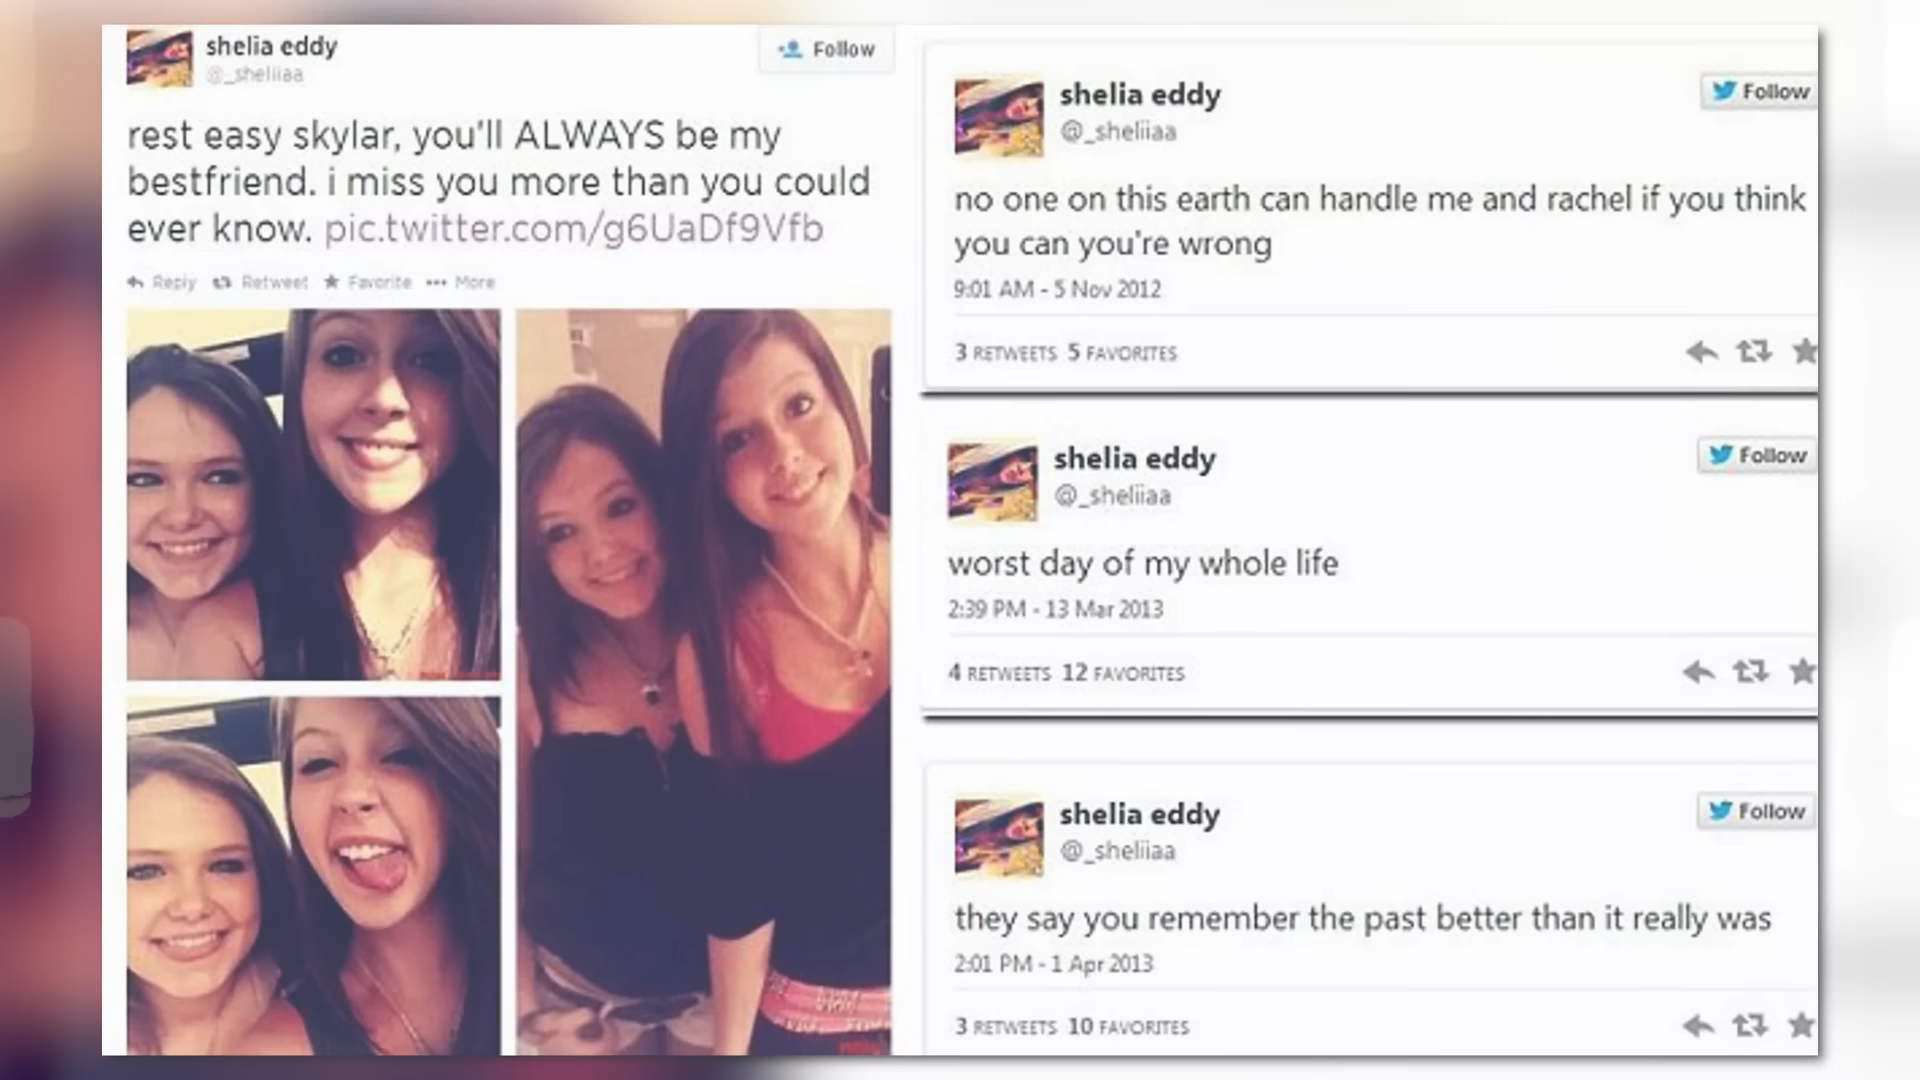 shelia eddy
@_sheliiaa
Follow
rest easy skylar, you'll ALWAYS be my
bestfriend. i miss you more than you could
ever know. pic.twitter.com/g6UaDf9Vfb
Reply Retweet Favorite More
shelia eddy
@_sheliiaa
Follow
no one on this earth can handle me and rachel if you think
you can you're wrong
9:01 AM - 5 Nov 2012
3 RETWEETS 5 FAVORITES
shelia eddy
@_sheliiaa
Follow
worst day of my whole life
2:39 PM - 13 Mar 2013
4 RETWEETS 12 FAVORITES
shelia eddy
@_sheliiaa
Follow
they say you remember the past better than it really was
2:01 PM - 1 Apr 2013
3 RETWEETS 10 FAVORITES